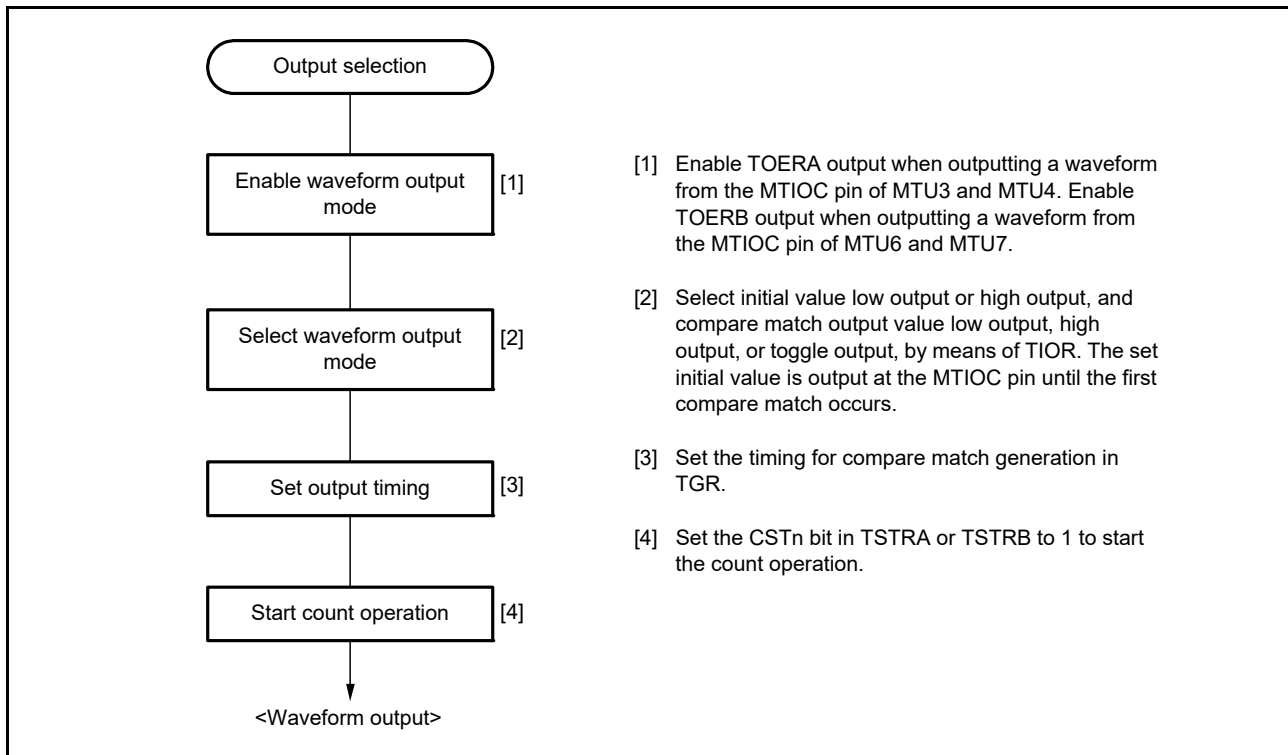 Output selection
Enable waveform output
mode
[1]
Select waveform output
mode
[2]
Set output timing
[3]
Start count operation
[4]
<Waveform output>
[1] Enable TOERA output when outputting a waveform
from the MTIOC pin of MTU3 and MTU4. Enable
TOERB output when outputting a waveform from
the MTIOC pin of MTU6 and MTU7.
[2] Select initial value low output or high output, and
compare match output value low output, high
output, or toggle output, by means of TIOR. The set
initial value is output at the MTIOC pin until the first
compare match occurs.
[3] Set the timing for compare match generation in
TGR.
[4] Set the CSTn bit in TSTRA or TSTRB to 1 to start
the count operation.